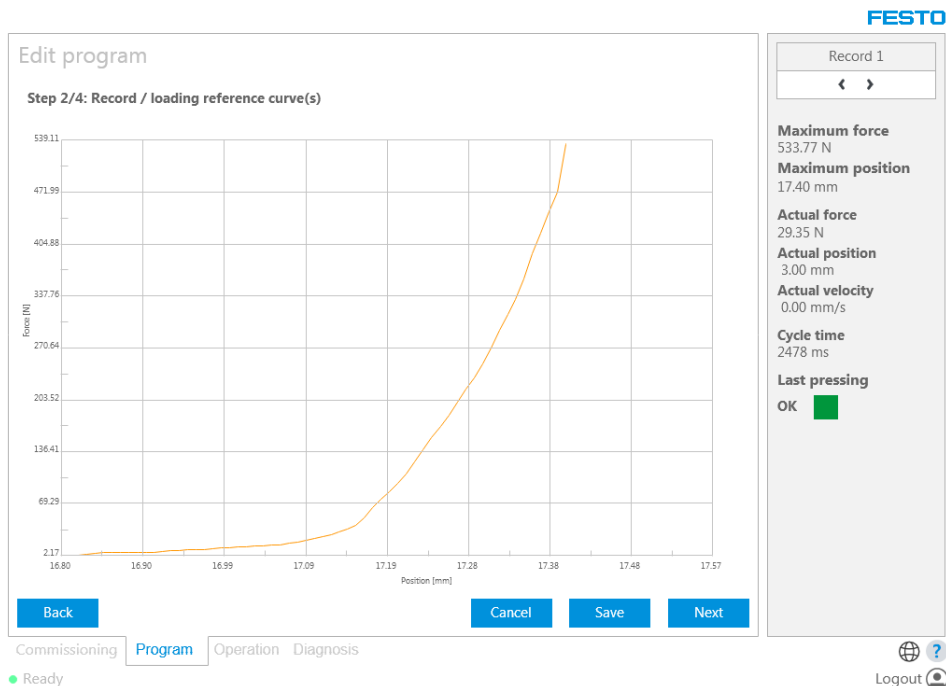 FESTO
Edit program
Step 2/4: Record / loading reference curve(s)
539.11
471.99
404.88
337.76
270.64
203.52
136.41
69.29
2.17
Force [N]
16.80 16.90 16.99 17.09 17.19 17.28 17.38 17.48 17.57
Position [mm]
Back Cancel Save Next
Record 1
Maximum force
533.77 N
Maximum position
17.40 mm
Actual force
29.35 N
Actual position
3.00 mm
Actual velocity
0.00 mm/s
Cycle time
2478 ms
Last pressing
OK
Commissioning Program Operation Diagnosis
?
Ready
Logout